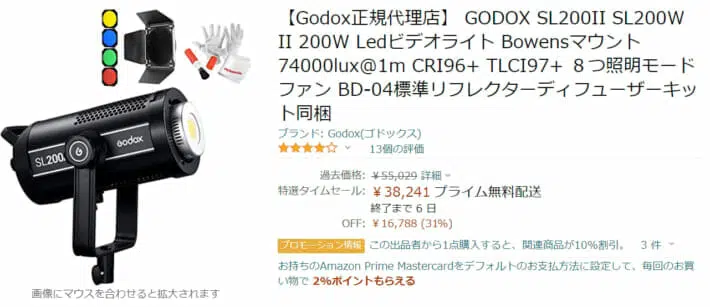 【Godox正規代理店】 GODOX SL200II SL200W
II 200W Ledビデオライト Bowensマウント
74000lux@1m CRI96+ TLCI97+ ８つ照明モード
ファン BD-04標準リフレクターディフューザーキッ
ト同梱
ブランド: Godox(ゴドックス)
13個の評価
過去価格: ￥55,029 詳細
特選タイムセール: ￥38,241 プライム無料配送
終了まで 6 日
OFF: ￥16,788 (31%)
プロモーション情報 この出品者から1点購入すると、関連商品が10%割引。 3 件
お持ちのAmazon Prime Mastercardをデフォルトのお支払方法に設定して、毎回のお買
い物で 2%ポイントもらえる
Godox
SL200
画像にマウスを合わせると拡大されます